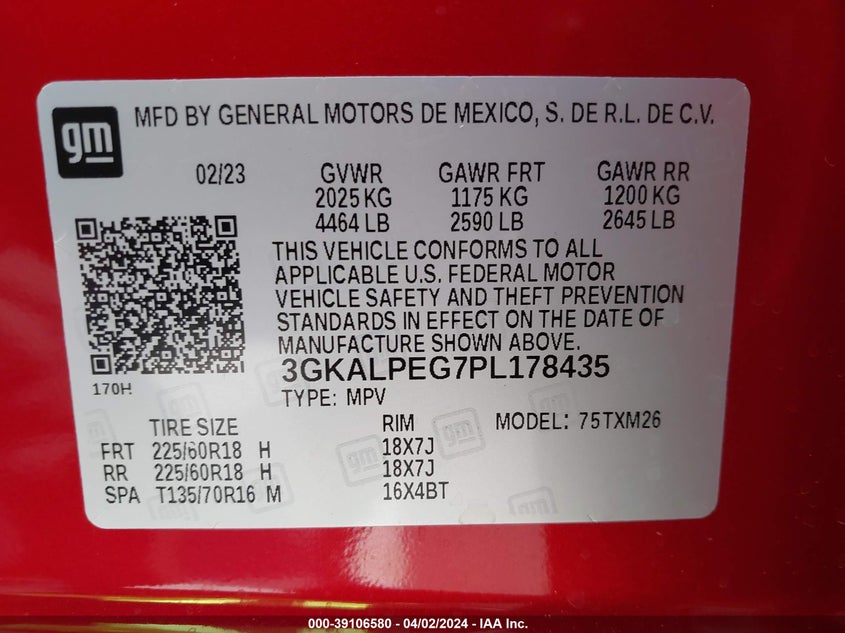 gm
MFD BY GENERAL MOTORS DE MEXICO, S. DE R.L. DE C.V.
02/23 GVWR GAWR FRT GAWR RR
2025 KG 1175 KG 1200 KG
4464 LB 2590 LB 2645 LB
THIS VEHICLE CONFORMS TO ALL
APPLICABLE U.S. FEDERAL MOTOR
VEHICLE SAFETY AND THEFT PREVENTION
STANDARDS IN EFFECT ON THE DATE OF
MANUFACTURE SHOWN ABOVE.
170H
3GKALPEG7PL178435
TYPE: MPV
TIRE SIZE RIM MODEL: 75TXM26
FRT 225/60R18 H 18X7J
RR 225/60R18 H 18X7J
SPA T135/70R16 M 16X4BT
000-39106580 - 04/02/2024 - IAA Inc.